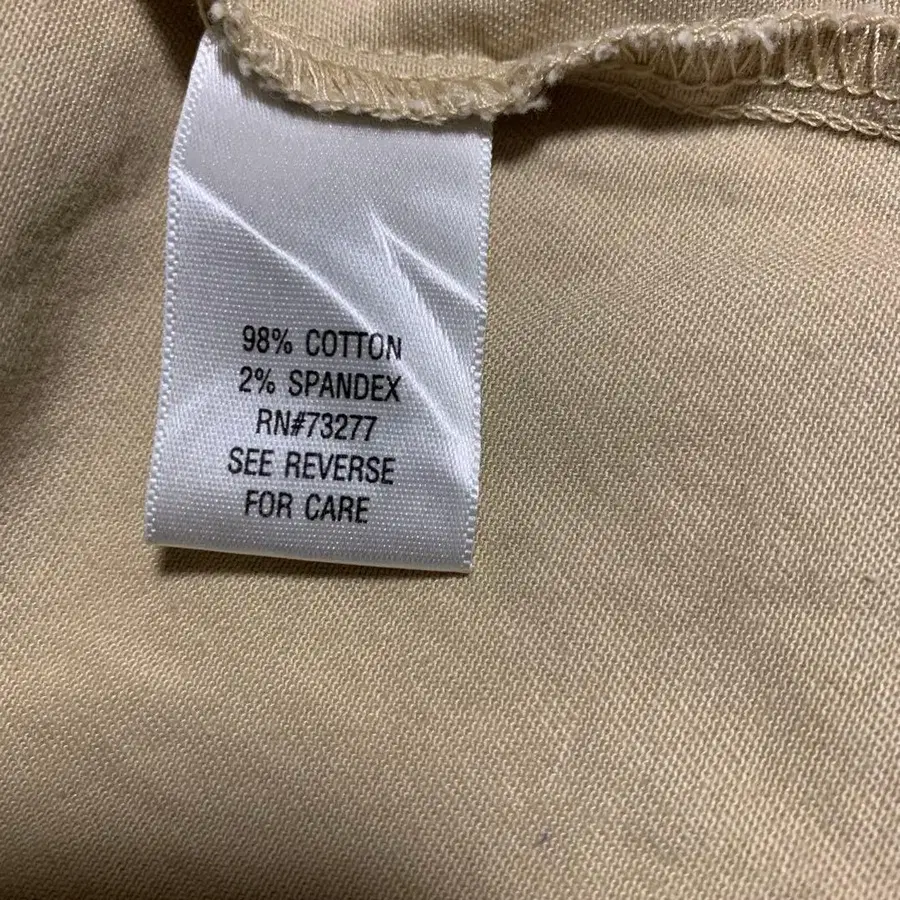 98% COTTON
2% SPANDEX
RN#73277
SEE REVERSE
FOR CARE